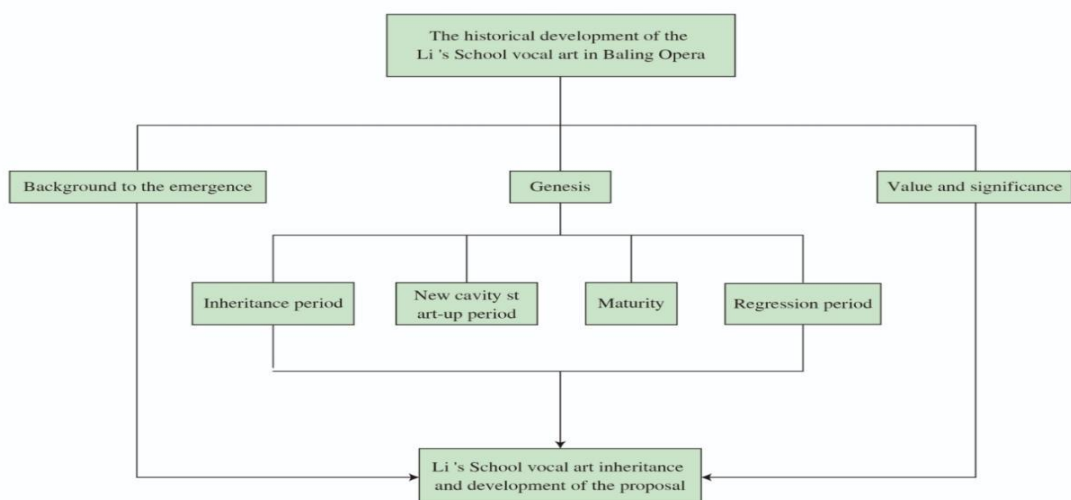 The historical development of the
Li 's School vocal art in Baling Opera
Background to the emergence
Genesis
Value and significance
Inheritance period
New cavity st
art-up period
Maturity
Regression period
Li 's School vocal art inheritance
and development of the proposal